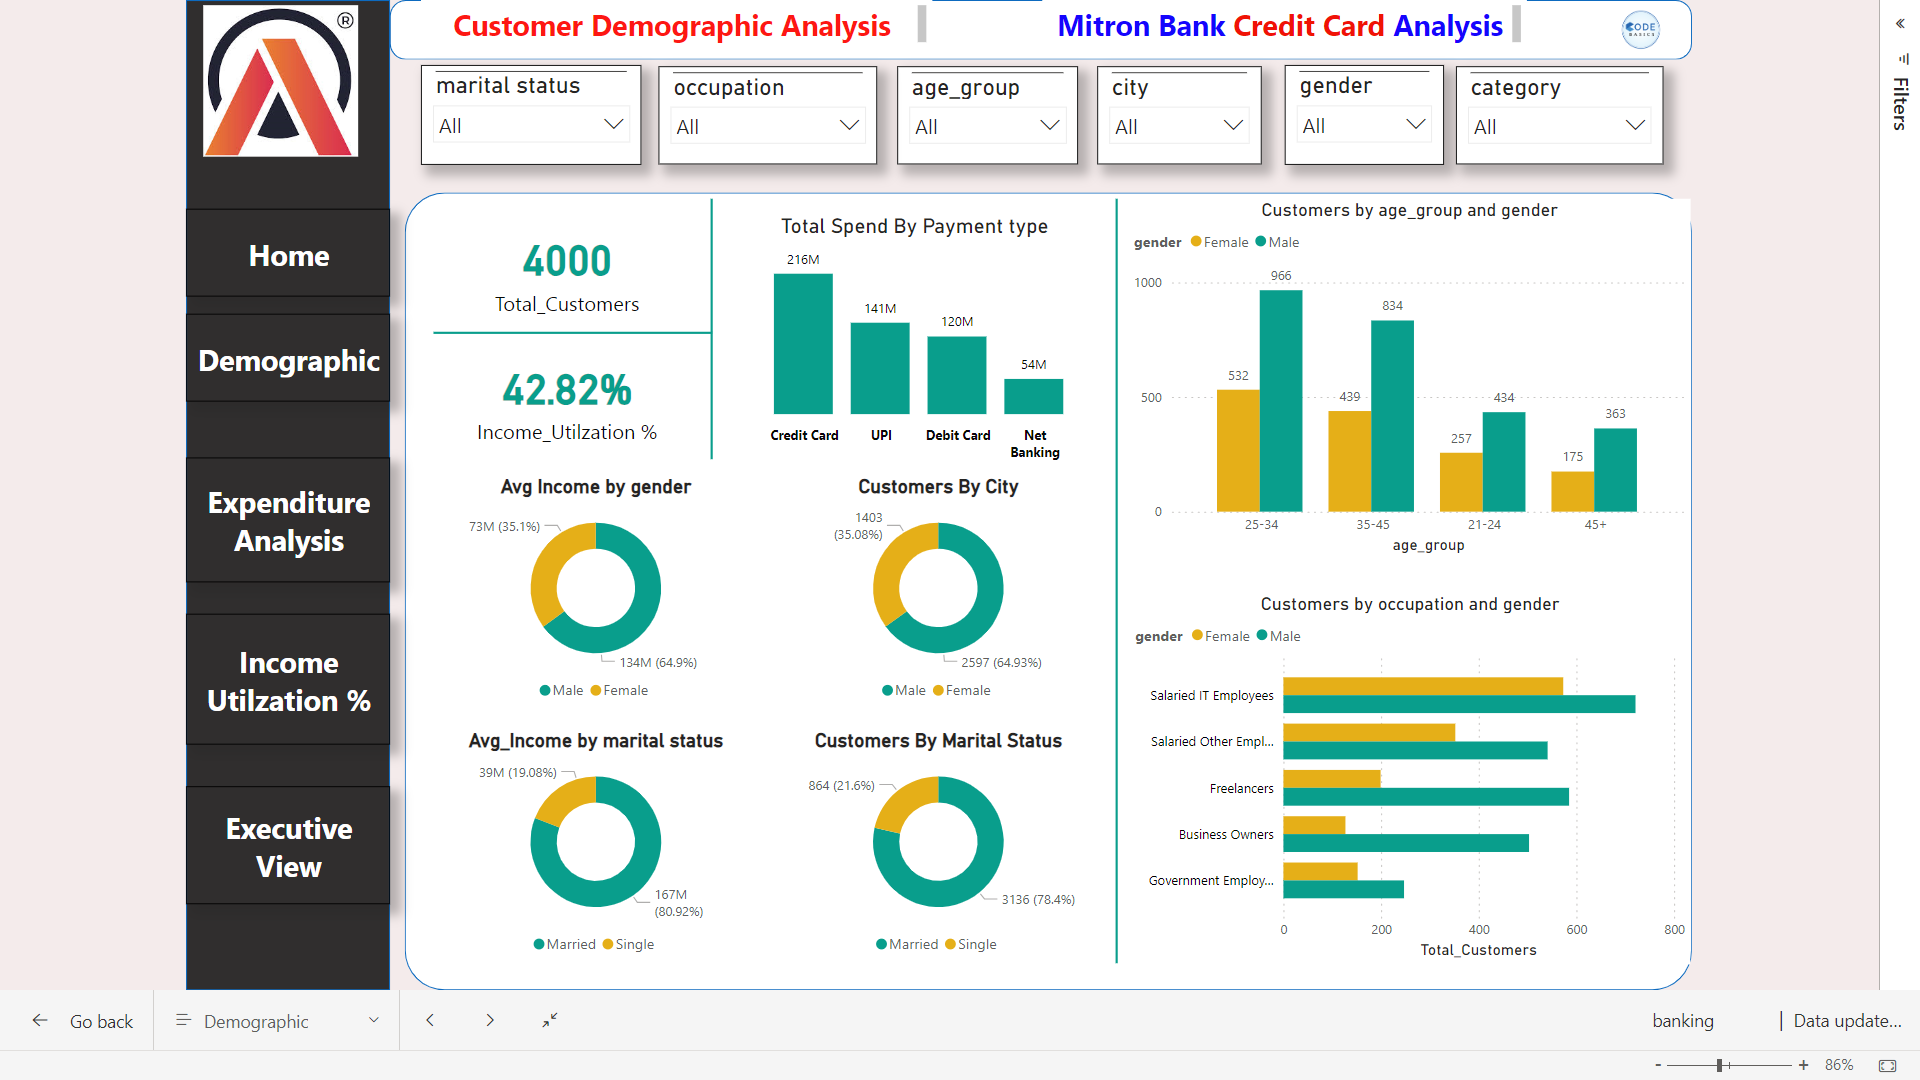 ®
Customer Demographic Analysis
Mitron Bank Credit Card Analysis
CODE
BASICS
marital status
All
occupation
All
age_group
All
city
All
gender
All
category
All
Filters
Home
Demographic
Expenditure
Analysis
Income
Utilzation %
Executive
View
4000
Total_Customers
42.82%
Income_Utilzation %
Total Spend By Payment type
216M
141M
120M
54M
Credit Card
UPI
Debit Card
Net
Banking
Avg Income by gender
73M (35.1%)
134M (64.9%)
Male Female
Customers By City
1403
(35.08%)
2597 (64.93%)
Male Female
Avg_Income by marital status
39M (19.08%)
167M
(80.92%)
Married Single
Customers By Marital Status
864 (21.6%)
3136 (78.4%)
Married Single
Customers by age_group and gender
gender Female Male
1000
500
0
532
966
439
834
257
434
175
363
25-34
35-45
21-24
45+
age_group
Customers by occupation and gender
gender Female Male
Salaried IT Employees
Salaried Other Empl...
Freelancers
Business Owners
Government Employ...
0
200
400
600
800
Total_Customers
Go back
Demographic
banking
| Data update...
- + 86%